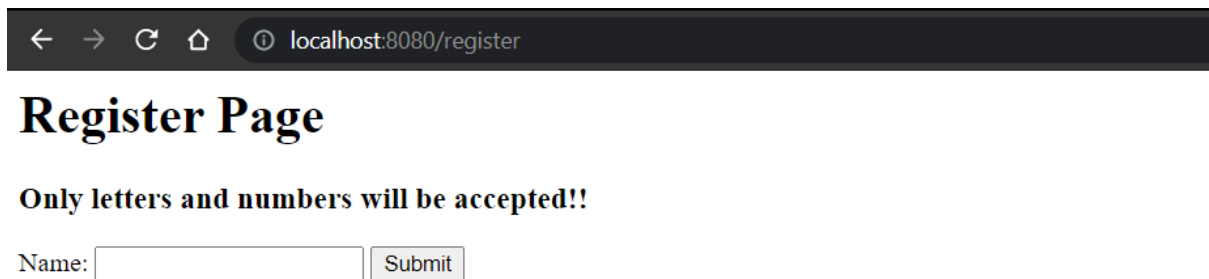 localhost:8080/register
Register Page
Only letters and numbers will be accepted!!
Name: Submit